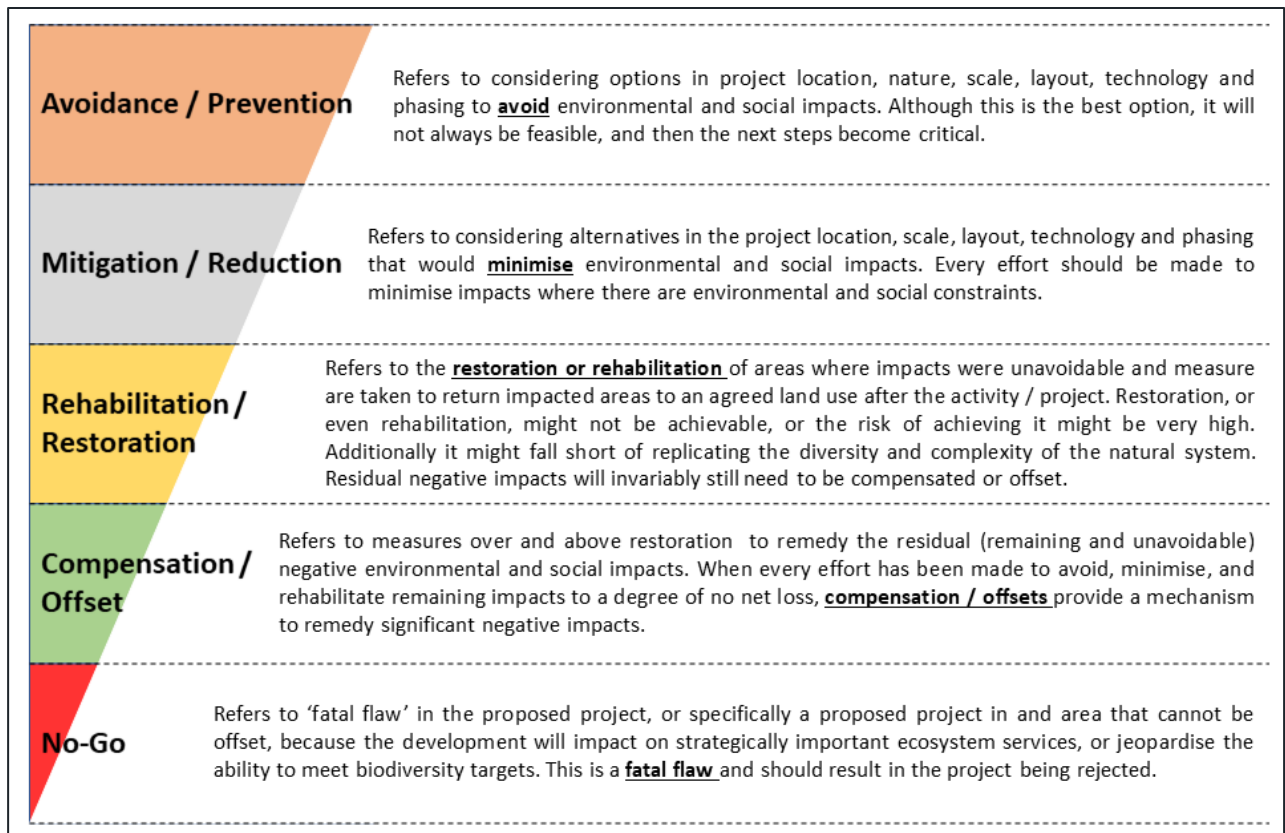 Avoidance / Prevention
Refers to considering options in project location, nature, scale, layout, technology and
phasing to avoid environmental and social impacts. Although this is the best option, it will
not always be feasible, and then the next steps become critical.
Mitigation / Reduction
Refers to considering alternatives in the project location, scale, layout, technology and phasing
that would minimise environmental and social impacts. Every effort should be made to
minimise impacts where there are environmental and social constraints.
Rehabilitation /
Restoration
Refers to the restoration or rehabilitation of areas where impacts were unavoidable and measure
are taken to return impacted areas to an agreed land use after the activity / project. Restoration, or
even rehabilitation, might not be achievable, or the risk of achieving it might be very high.
Additionally it might fall short of replicating the diversity and complexity of the natural system.
Residual negative impacts will invariably still need to be compensated or offset.
Compensation /
Offset
Refers to measures over and above restoration to remedy the residual (remaining and unavoidable)
negative environmental and social impacts. When every effort has been made to avoid, minimise, and
rehabilitate remaining impacts to a degree of no net loss, compensation / offsets provide a mechanism
to remedy significant negative impacts.
No-Go
Refers to ‘fatal flaw’ in the proposed project, or specifically a proposed project in and area that cannot be
offset, because the development will impact on strategically important ecosystem services, or jeopardise the
ability to meet biodiversity targets. This is a fatal flaw and should result in the project being rejected.